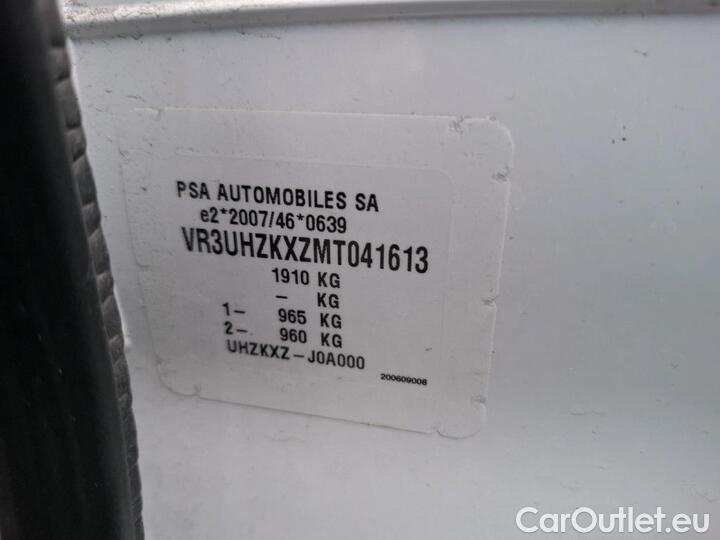 PSA AUTOMOBILES SA
e2*2007/46*0639
VR3UHZKXZMT041613
1910 KG
- KG
1- 965 KG
2- 960 KG
UHZKXZ-J0A000
200609008
CarOutlet.eu